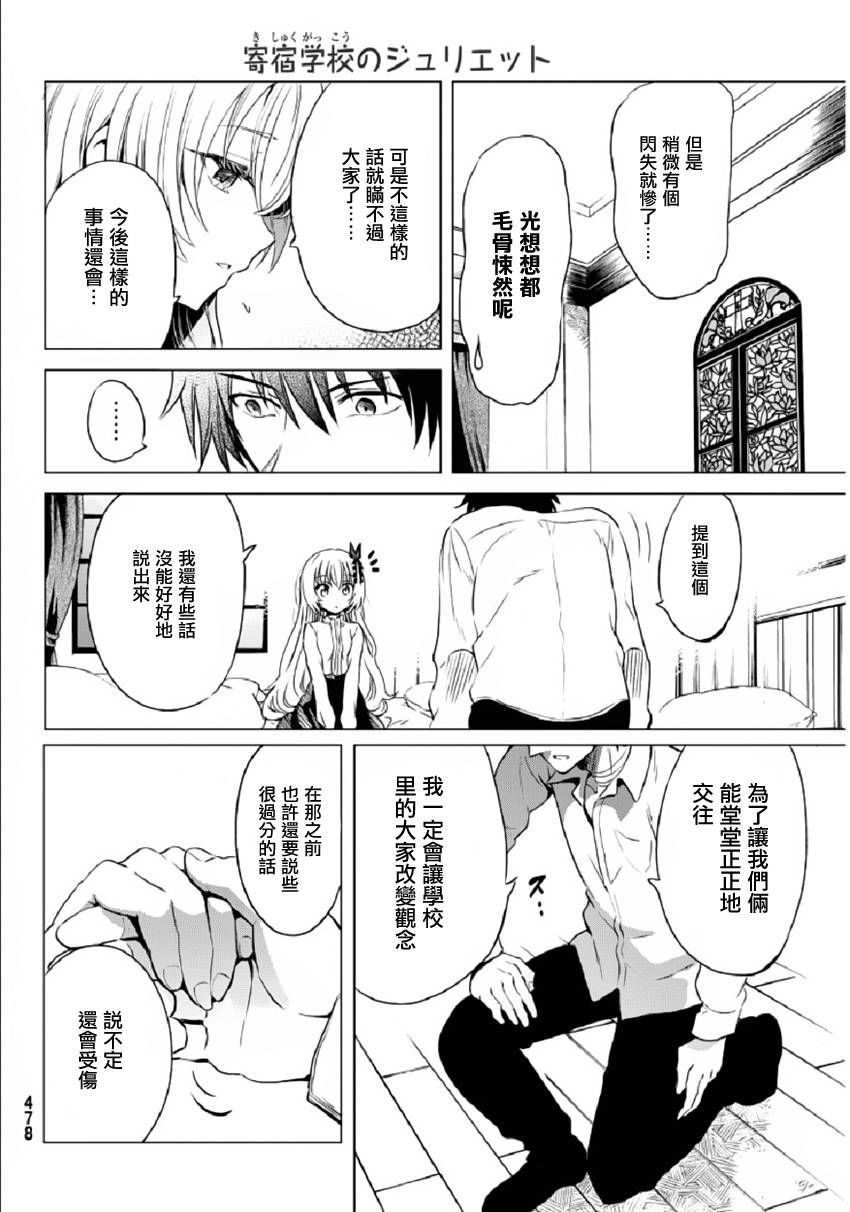 き しゅく がっ こう
寄宿学校のジュリエット
但是
稍微有個
閃失就慘了……
光想想都
毛骨悚然呢
可是不這樣的
話就瞞不過
大家了……
今後這樣的
事情還會…
……
提到這個
我還有些話
沒能好好地
說出來
為了讓我們倆
能堂堂正正地
交往
我一定會讓學校
里的大家改變觀念
ス…
在那之前
也許還要說些
很過分的話
說不定
還會受傷
478